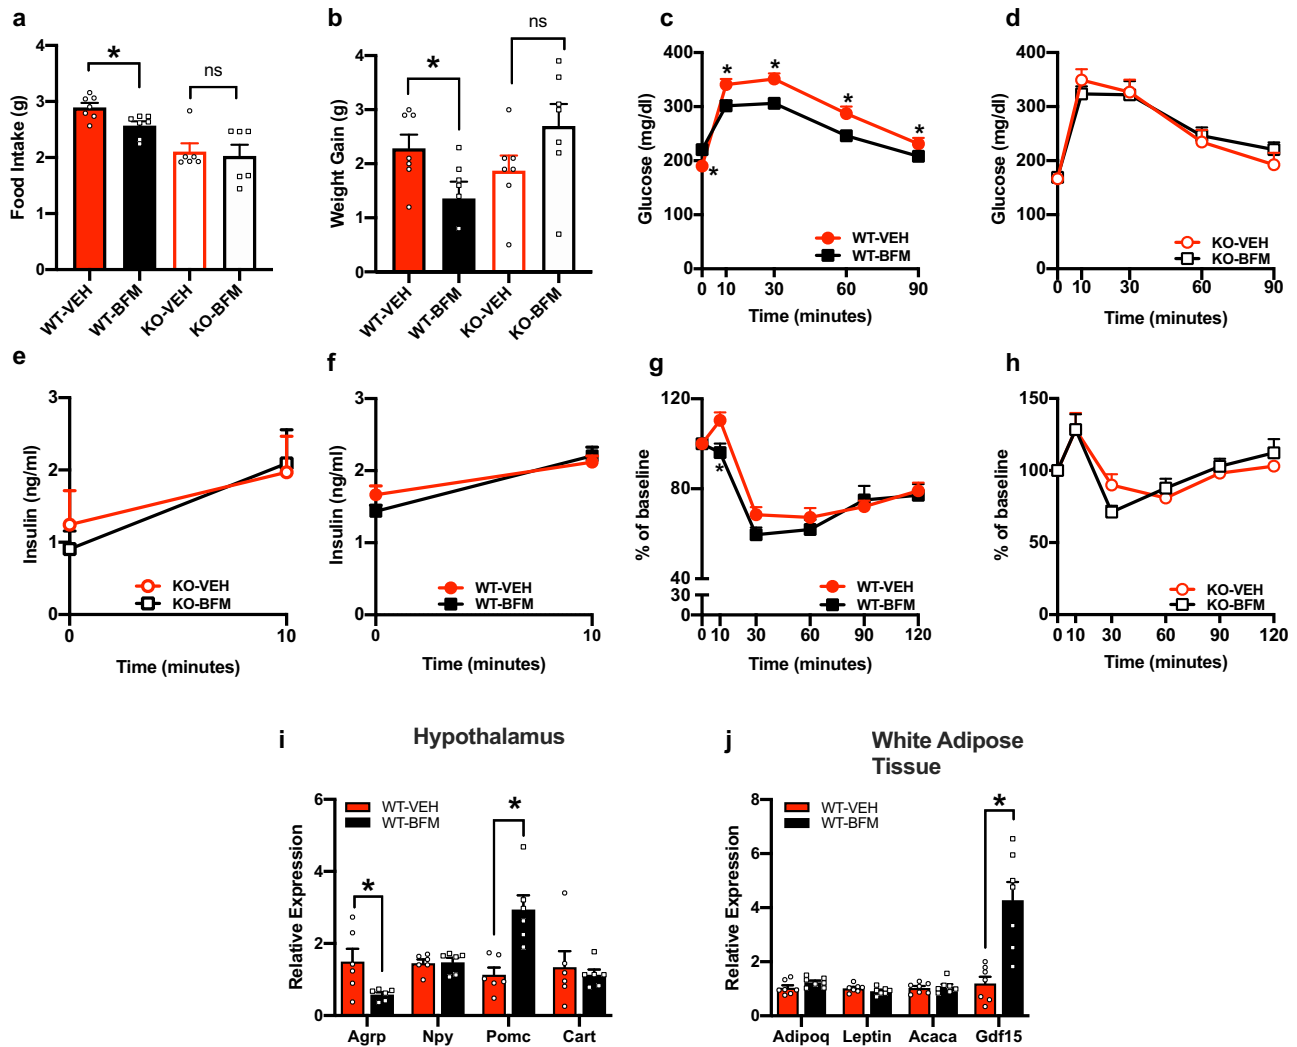 a
b
c
d
Food Intake (g)
4
3
2
1
0
*
ns
WT-VEH
WT-BFM
KO-VEH
KO-BFM
Weight Gain (g)
4
3
2
1
0
*
ns
WT-VEH
WT-BFM
KO-VEH
KO-BFM
Glucose (mg/dl)
400
300
200
100
0
* * * * *
WT-VEH
WT-BFM
0 10 30 60 90
Time (minutes)
Glucose (mg/dl)
400
300
200
100
0
KO-VEH
KO-BFM
0 10 30 60 90
Time (minutes)
e
f
g
h
Insulin (ng/ml)
3
2
1
0
KO-VEH
KO-BFM
0 10
Time (minutes)
Insulin (ng/ml)
3
2
1
0
WT-VEH
WT-BFM
0 10
Time (minutes)
% of baseline
120
80
40
30
0
*
WT-VEH
WT-BFM
0 10 30 60 90 120
Time (minutes)
% of baseline
150
100
50
0
KO-VEH
KO-BFM
0 10 30 60 90 120
Time (minutes)
i
Hypothalamus
Relative Expression
6
4
2
0
WT-VEH
WT-BFM
*
*
Agrp Npy Pomc Cart
j
White Adipose
Tissue
Relative Expression
8
6
4
2
0
WT-VEH
WT-BFM
*
Adipoq Leptin Acaca Gdf15